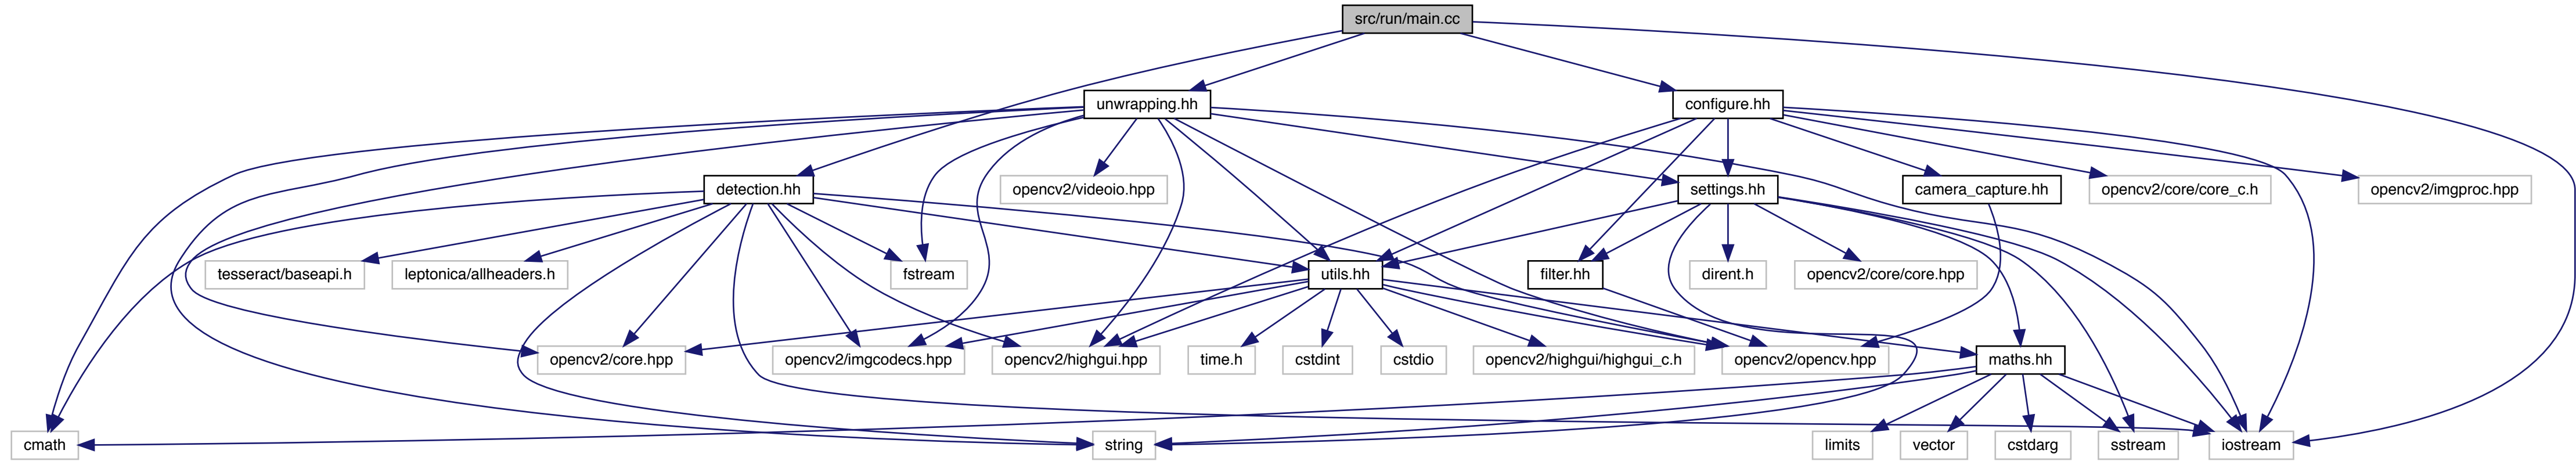 src/run/main.cc
unwrapping.hh
configure.hh
detection.hh
opencv2/videoio.hpp
settings.hh
camera_capture.hh
opencv2/core/core_c.h
opencv2/imgproc.hpp
tesseract/baseapi.h
leptonica/allheaders.h
fstream
utils.hh
filter.hh
dirent.h
opencv2/core/core.hpp
opencv2/core.hpp
opencv2/imgcodecs.hpp
opencv2/highgui.hpp
time.h
cstdint
cstdio
opencv2/highgui/highgui_c.h
opencv2/opencv.hpp
maths.hh
cmath
string
limits
vector
cstdarg
sstream
iostream